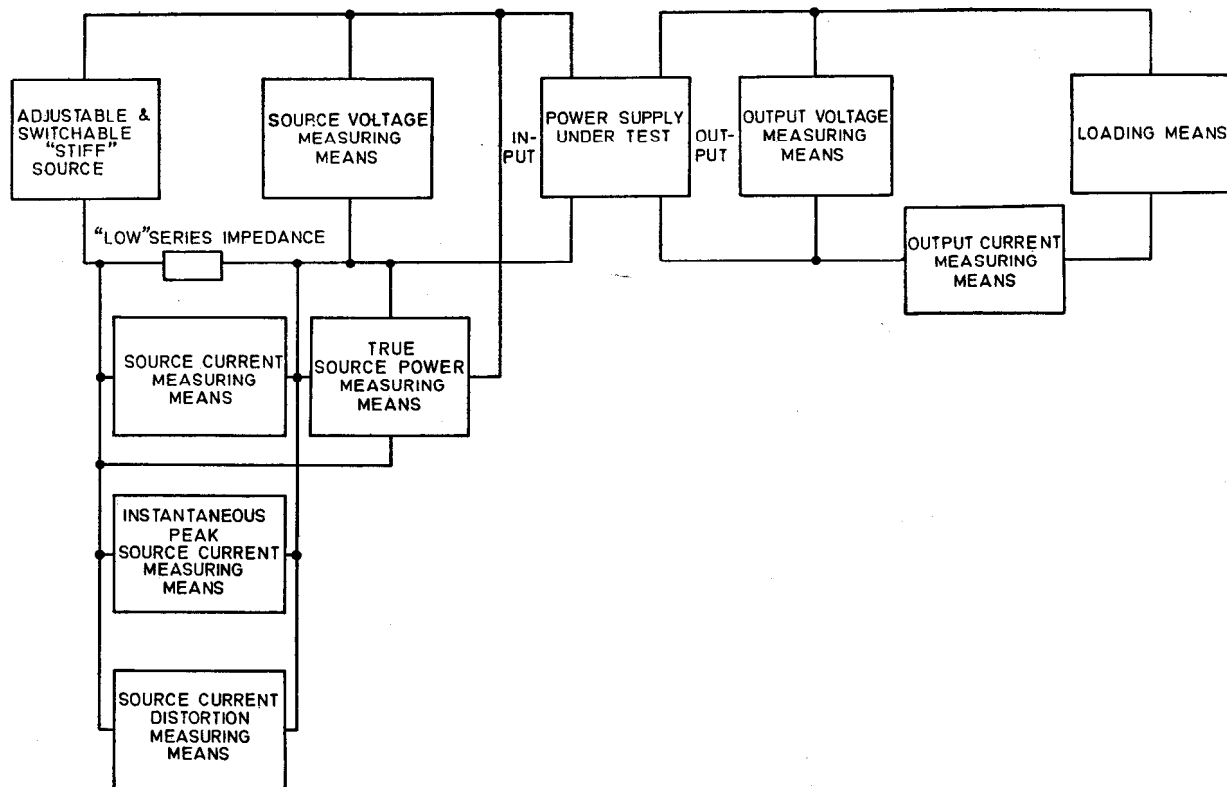 ADJUSTABLE &
SWITCHABLE
"STIFF"
SOURCE
SOURCE VOLTAGE
MEASURING
MEANS
IN-
PUT
POWER SUPPLY
UNDER TEST
OUT-
PUT
OUTPUT VOLTAGE
MEASURING
MEANS
LOADING MEANS
"LOW" SERIES IMPEDANCE
OUTPUT CURRENT
MEASURING
MEANS
SOURCE CURRENT
MEASURING
MEANS
TRUE
SOURCE POWER
MEASURING
MEANS
INSTANTANEOUS
PEAK
SOURCE CURRENT
MEASURING
MEANS
SOURCE CURRENT
DISTORTION
MEASURING
MEANS